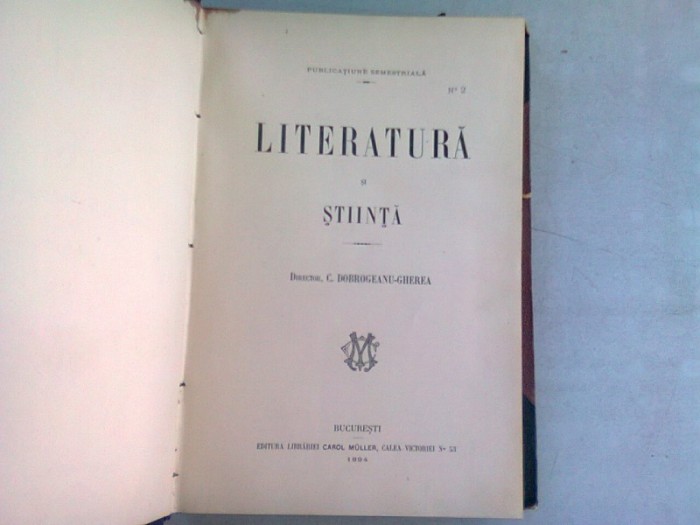 PUBLICAȚIUNE SEMESTRIALĂ
Nº 2
LITERATURĂ
ȘI
ȘTIINȚĂ
DIRECTOR, C. DOBROGEANU-GHEREA
BUCUREȘTI
EDITURA LIBRĂRIEI CAROL MÜLLER, CALEA VICTORIEI Nº 53
1894